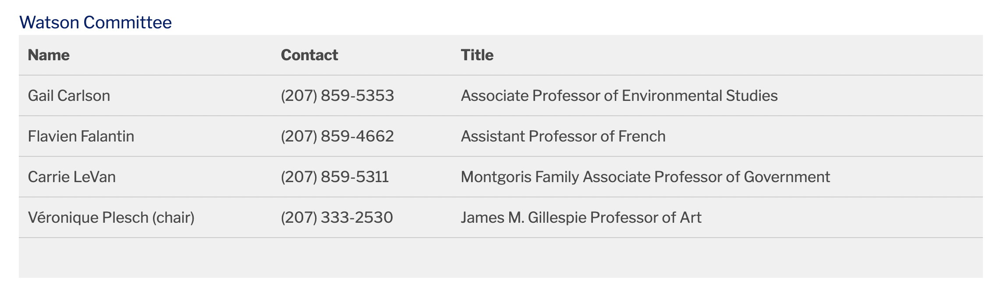 Watson Committee
Name Contact Title
Gail Carlson (207) 859-5353 Associate Professor of Environmental Studies
Flavien Falantin (207) 859-4662 Assistant Professor of French
Carrie LeVan (207) 859-5311 Montgoris Family Associate Professor of Government
Véronique Plesch (chair) (207) 333-2530 James M. Gillespie Professor of Art